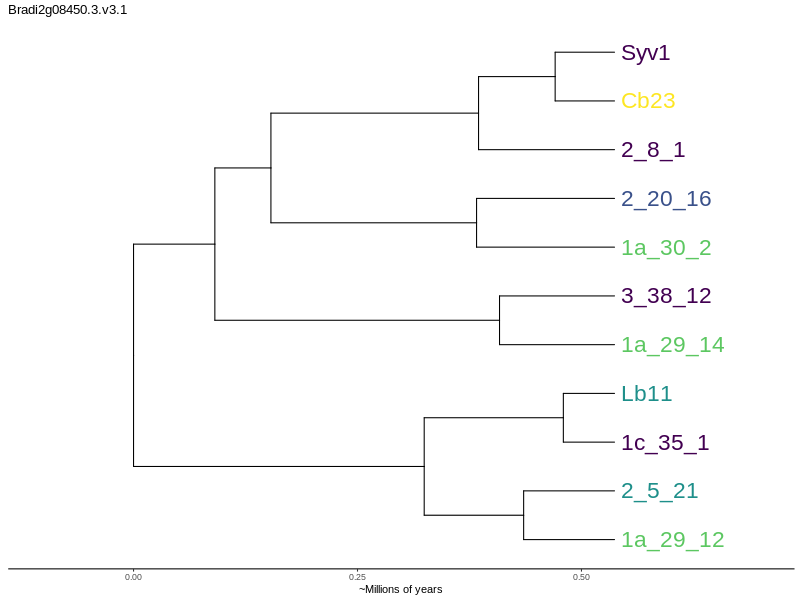 Bradi2g08450.3.v3.1
Syv1
Cb23
2_8_1
2_20_16
1a_30_2
3_38_12
1a_29_14
Lb11
1c_35_1
2_5_21
1a_29_12
0.00 0.25 0.50
~Millions of years